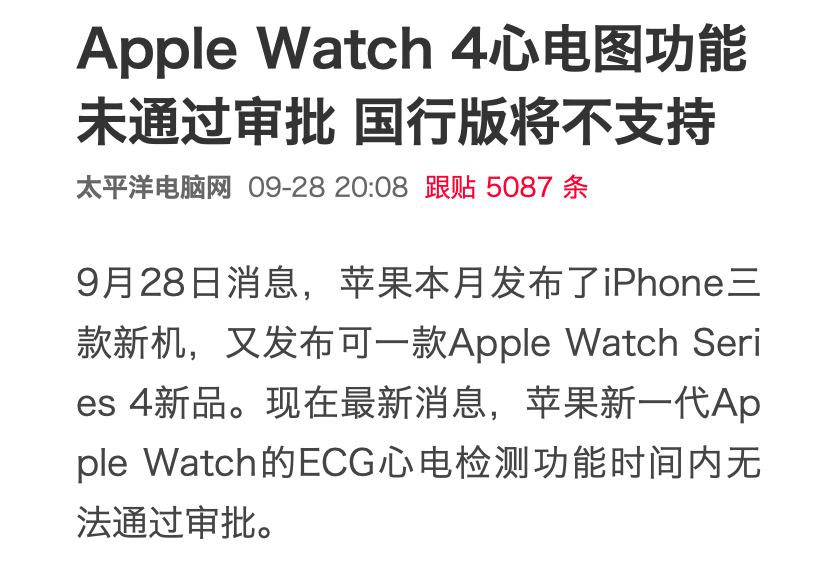 Apple Watch 4心电图功能
未通过审批 国行版将不支持
太平洋电脑网 09-28 20:08 跟贴 5087 条
9月28日消息，苹果本月发布了iPhone三
款新机，又发布可一款Apple Watch Seri
es 4新品。现在最新消息，苹果新一代Ap
ple Watch的ECG心电检测功能时间内无
法通过审批。